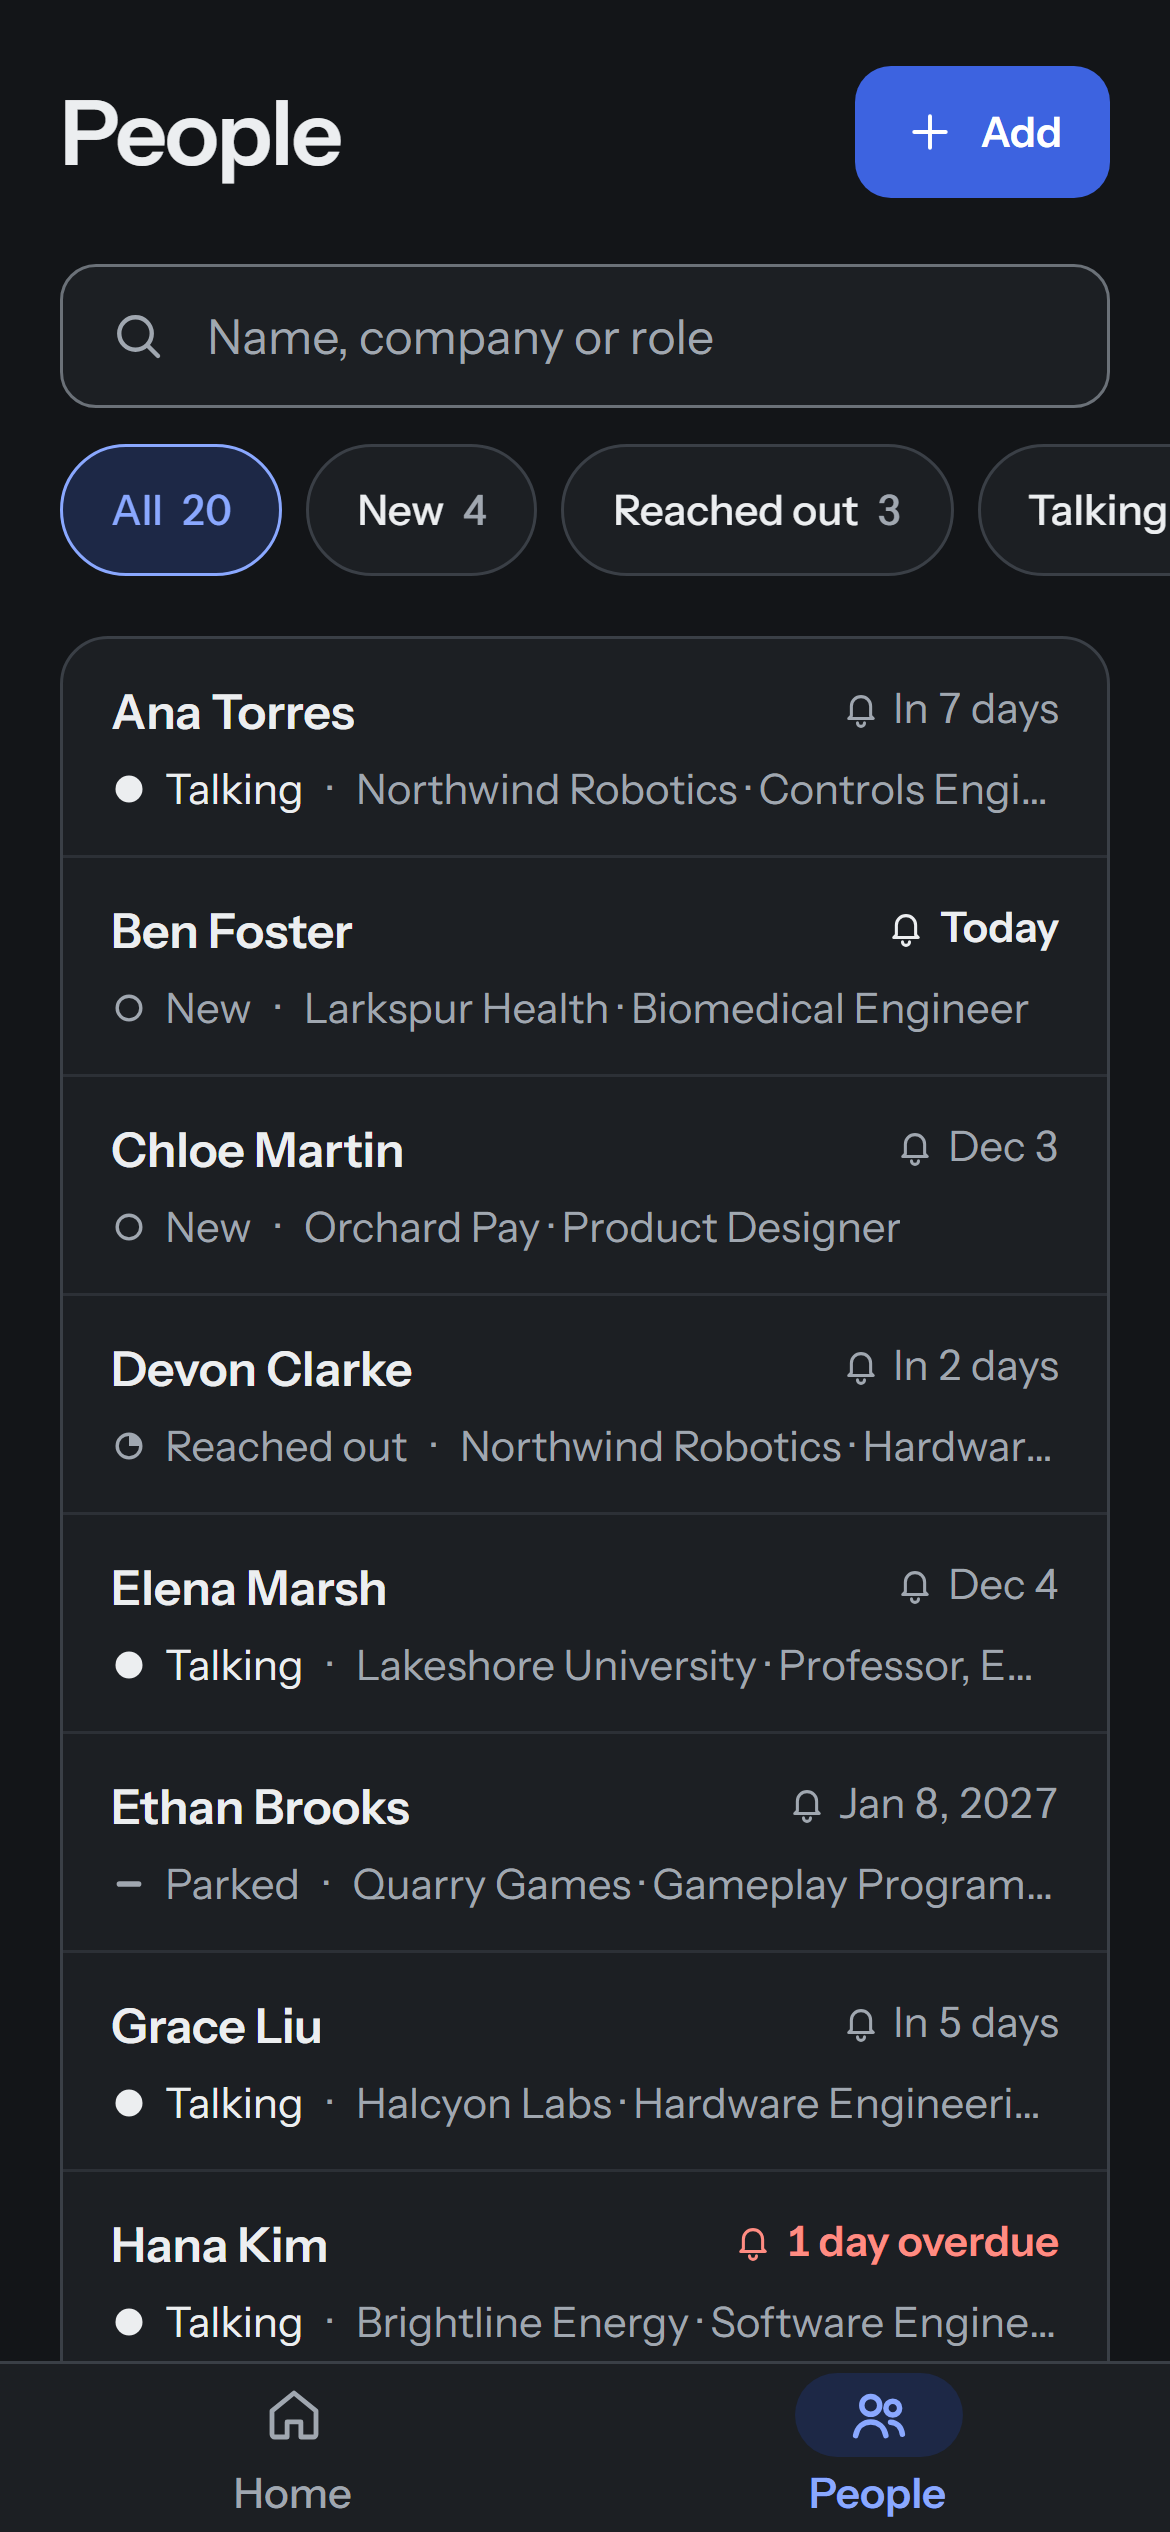 People
Add
Name, company or role
All 20 New 4 Reached out 3 Talking
Ana Torres In 7 days
Talking · Northwind Robotics · Controls Engi...
Ben Foster Today
New · Larkspur Health · Biomedical Engineer
Chloe Martin Dec 3
New · Orchard Pay · Product Designer
Devon Clarke In 2 days
Reached out · Northwind Robotics · Hardwar...
Elena Marsh Dec 4
Talking · Lakeshore University · Professor, E...
Ethan Brooks Jan 8, 2027
Parked · Quarry Games · Gameplay Program...
Grace Liu In 5 days
Talking · Halcyon Labs · Hardware Engineeri...
Hana Kim 1 day overdue
Talking · Brightline Energy · Software Engine...
Home People